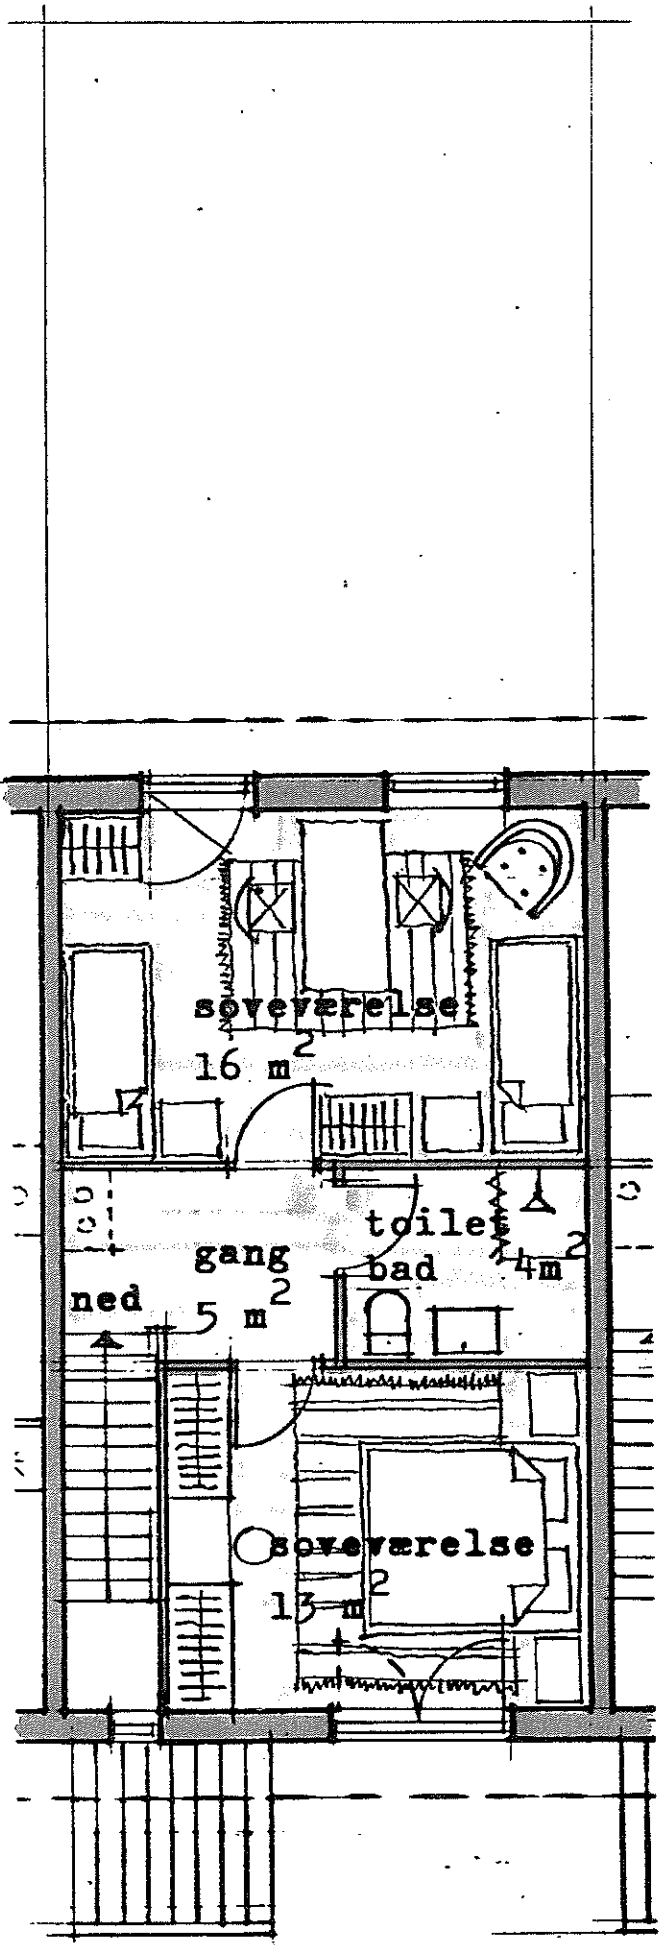 soveværelse
16 m²
toilet
bad
4m²
gang
5 m²
ned
soveværelse
13 m²